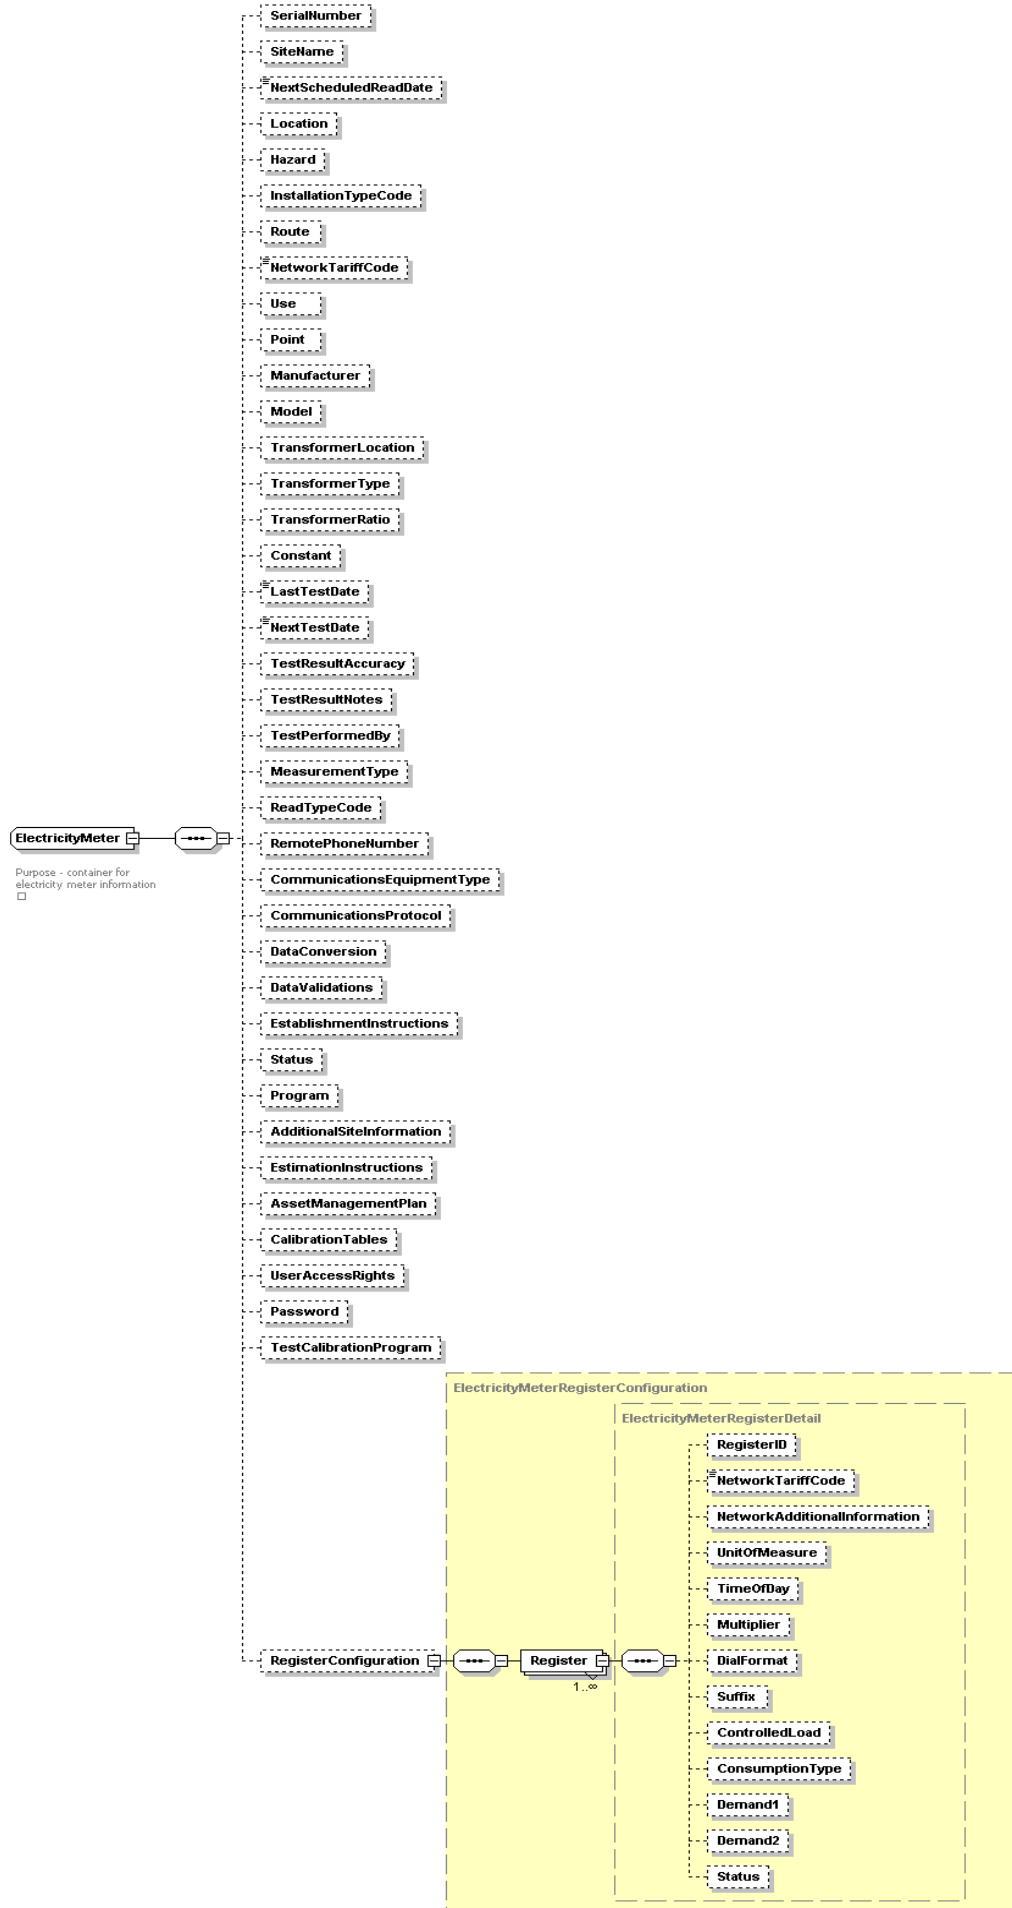 SerialNumber
SiteName
NextScheduledReadDate
Location
Hazard
InstallationTypeCode
Route
NetworkTariffCode
Use
Point
Manufacturer
Model
TransformerLocation
TransformerType
TransformerRatio
Constant
LastTestDate
NextTestDate
TestResultAccuracy
TestResultNotes
TestPerformedBy
MeasurementType
ReadTypeCode
ElectricityMeter
Purpose - container for
electricity meter information
RemotePhoneNumber
CommunicationsEquipmentType
CommunicationsProtocol
DataConversion
DataValidations
EstablishmentInstructions
Status
Program
AdditionalSiteInformation
EstimationInstructions
AssetManagementPlan
CalibrationTables
UserAccessRights
Password
TestCalibrationProgram
ElectricityMeterRegisterConfiguration
ElectricityMeterRegisterDetail
RegisterConfiguration
Register
1..∞
RegisterID
NetworkTariffCode
NetworkAdditionalInformation
UnitOfMeasure
TimeOfDay
Multiplier
DialFormat
Suffix
ControlledLoad
ConsumptionType
Demand1
Demand2
Status